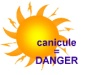 canicule
=
DANGER